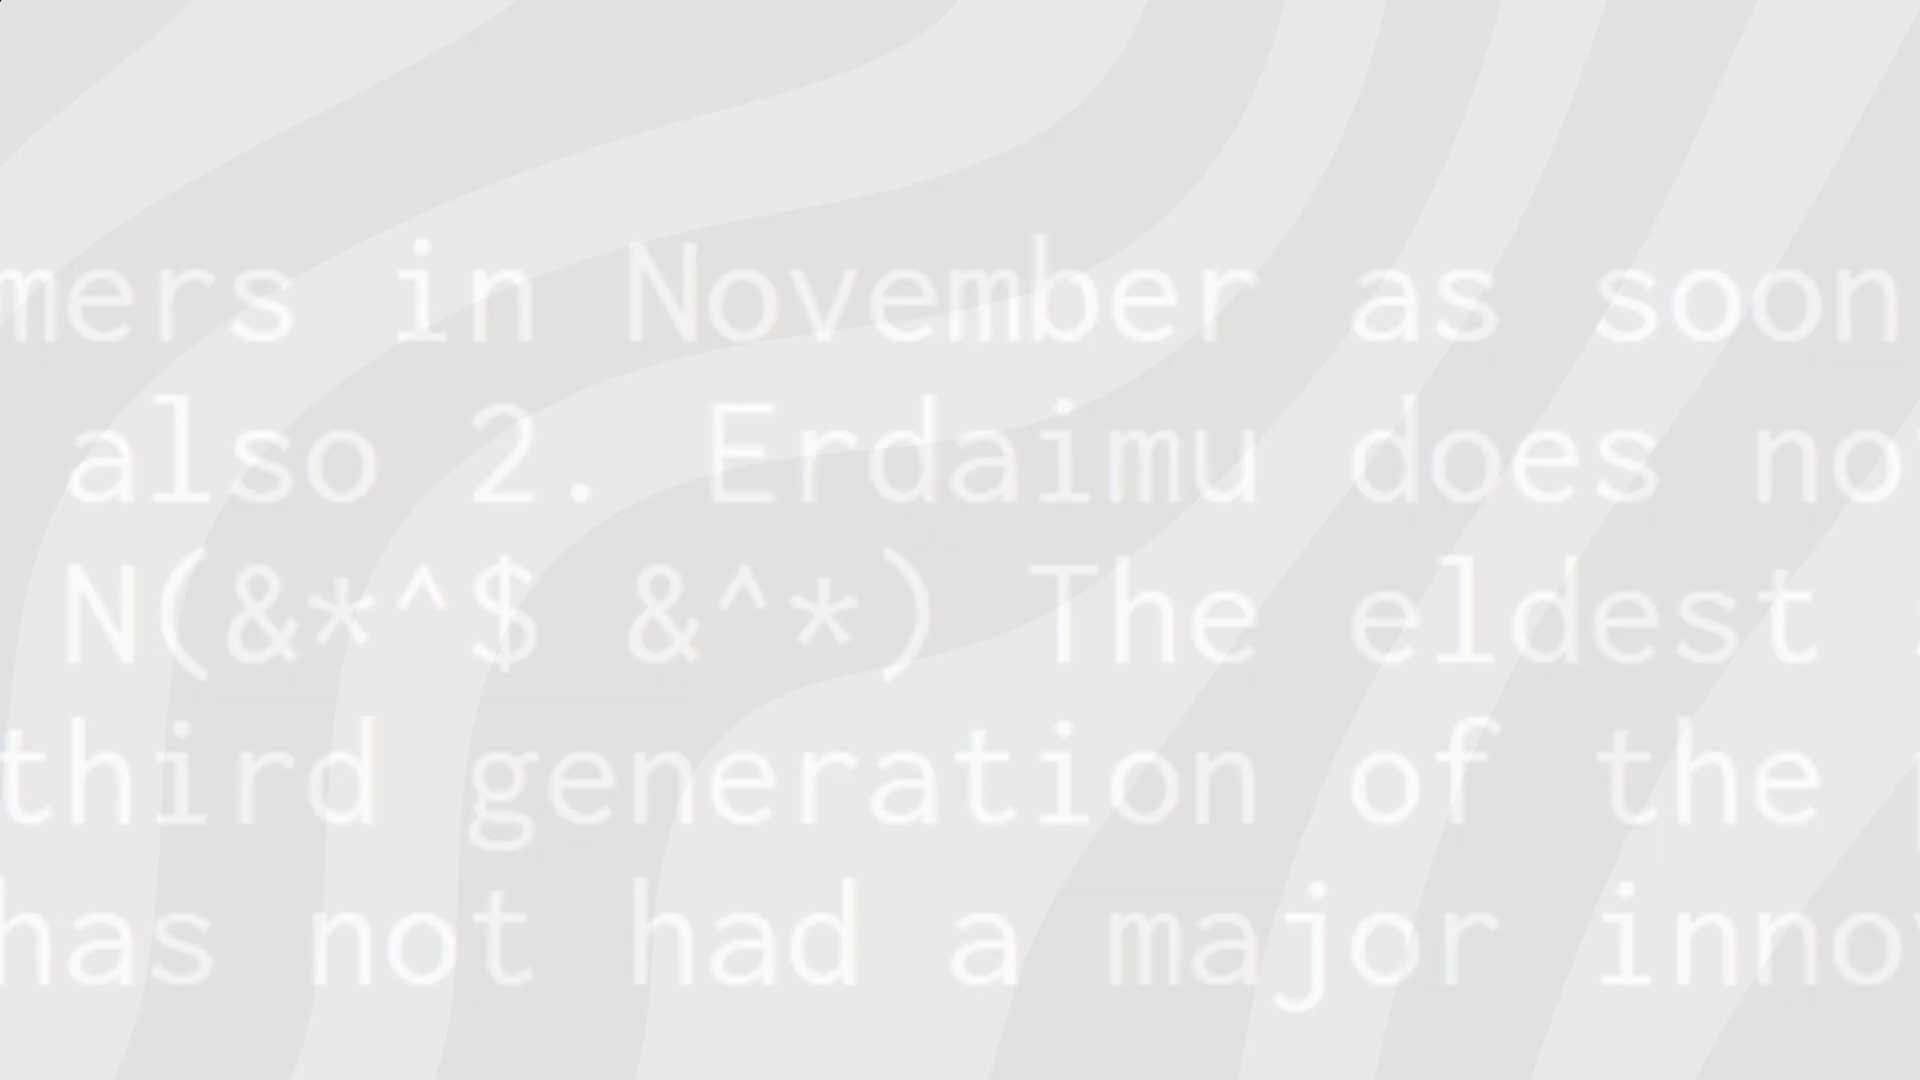 mers in November as soon
also 2. Erdaimu does no
N(&*^$ &^*) The eldest
third generation of the
has not had a major inno